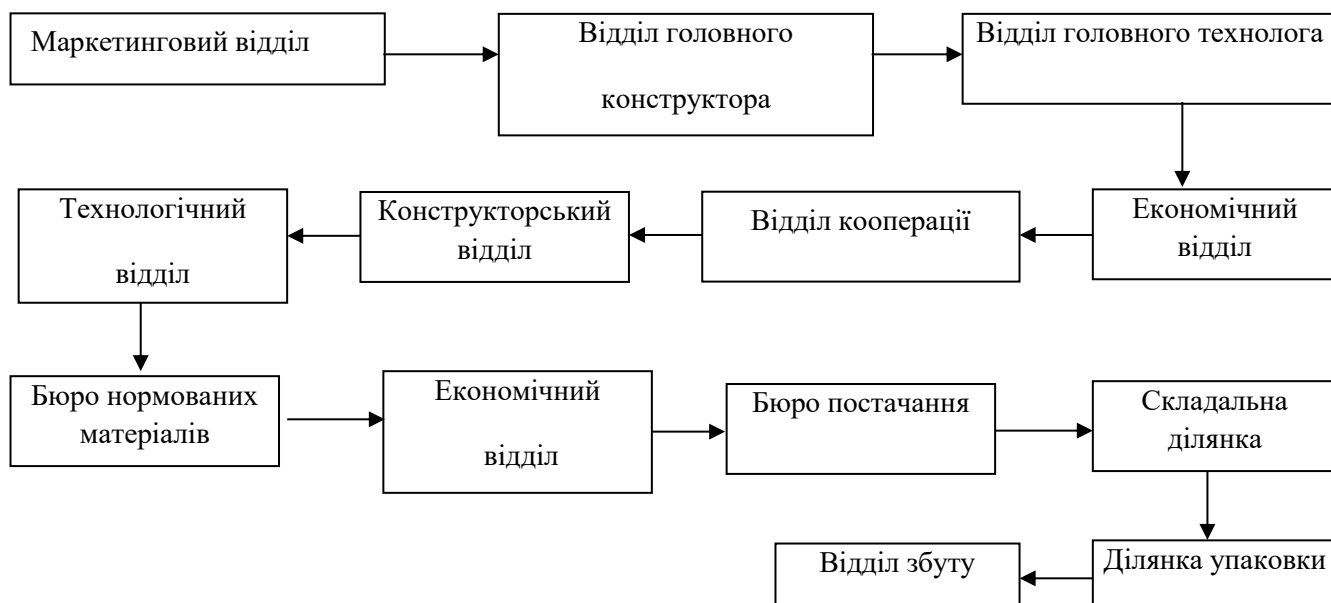 Маркетинговий відділ
Відділ головного
конструктора
Відділ головного технолога
Технологічний
відділ
Конструкторський
відділ
Відділ кооперації
Економічний
відділ
Бюро нормованих
матеріалів
Економічний
відділ
Бюро постачання
Складальна
ділянка
Відділ збуту
Ділянка упаковки